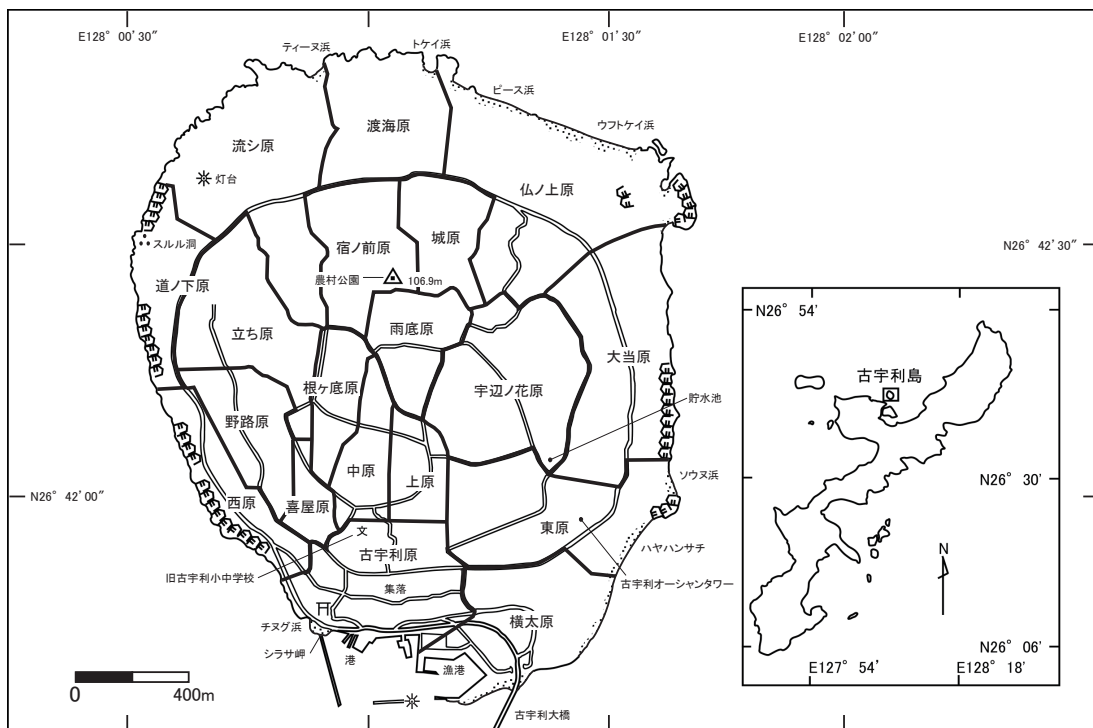 E128° 00'30"
E128° 01'30"
E128° 02'00"
ティーヌ浜
トケイ浜
ピース浜
ウフトケイ浜
渡海原
流シ原
灯台
仏ノ上原
スルル洞
宿ノ前原
城原
N26° 42'30"
農村公園
106.9m
道ノ下原
立ち原
雨底原
大当原
根ヶ底原
宇辺ノ花原
貯水池
野路原
中原
上原
ソウヌ浜
N26° 42'00"
西原
喜屋原
東原
文
古宇利原
ハヤハンサチ
旧古宇利小中学校
集落
古宇利オーシャンタワー
チヌグ浜
横太原
シラサ岬
港
漁港
0
400m
古宇利大橋
N26° 54'
古宇利島
N26° 30'
N
N26° 06'
E127° 54'
E128° 18'